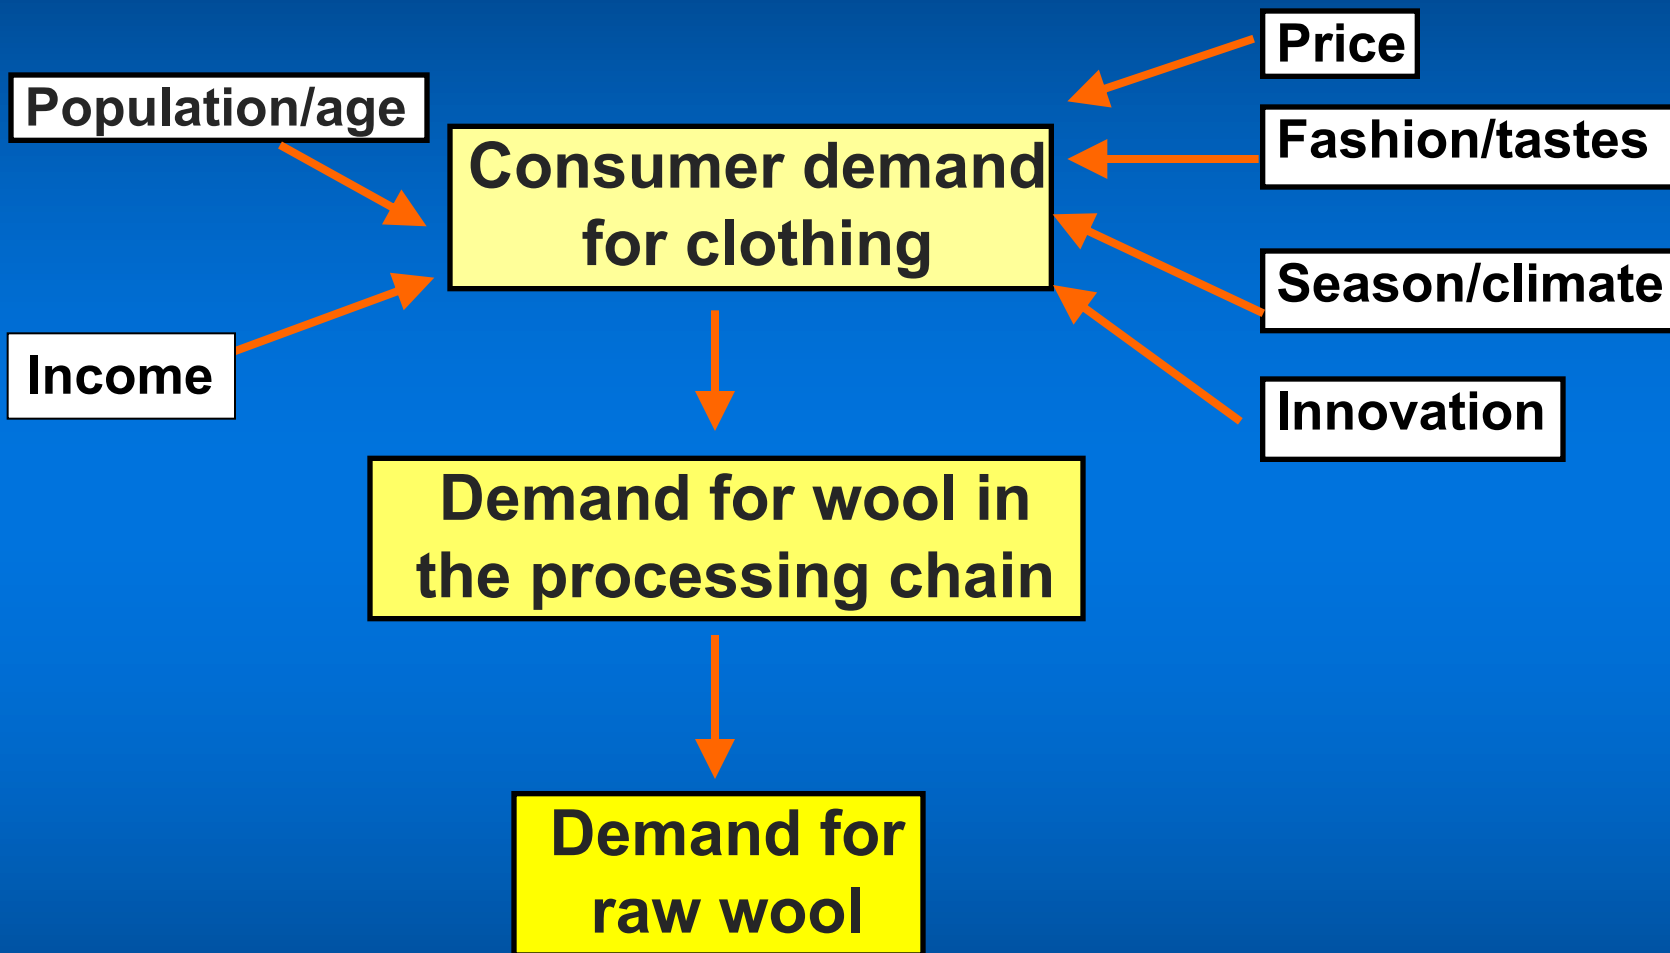 Price
Population/age
Fashion/tastes
Consumer demand
for clothing
Season/climate
Income
Innovation
Demand for wool in
the processing chain
Demand for
raw wool